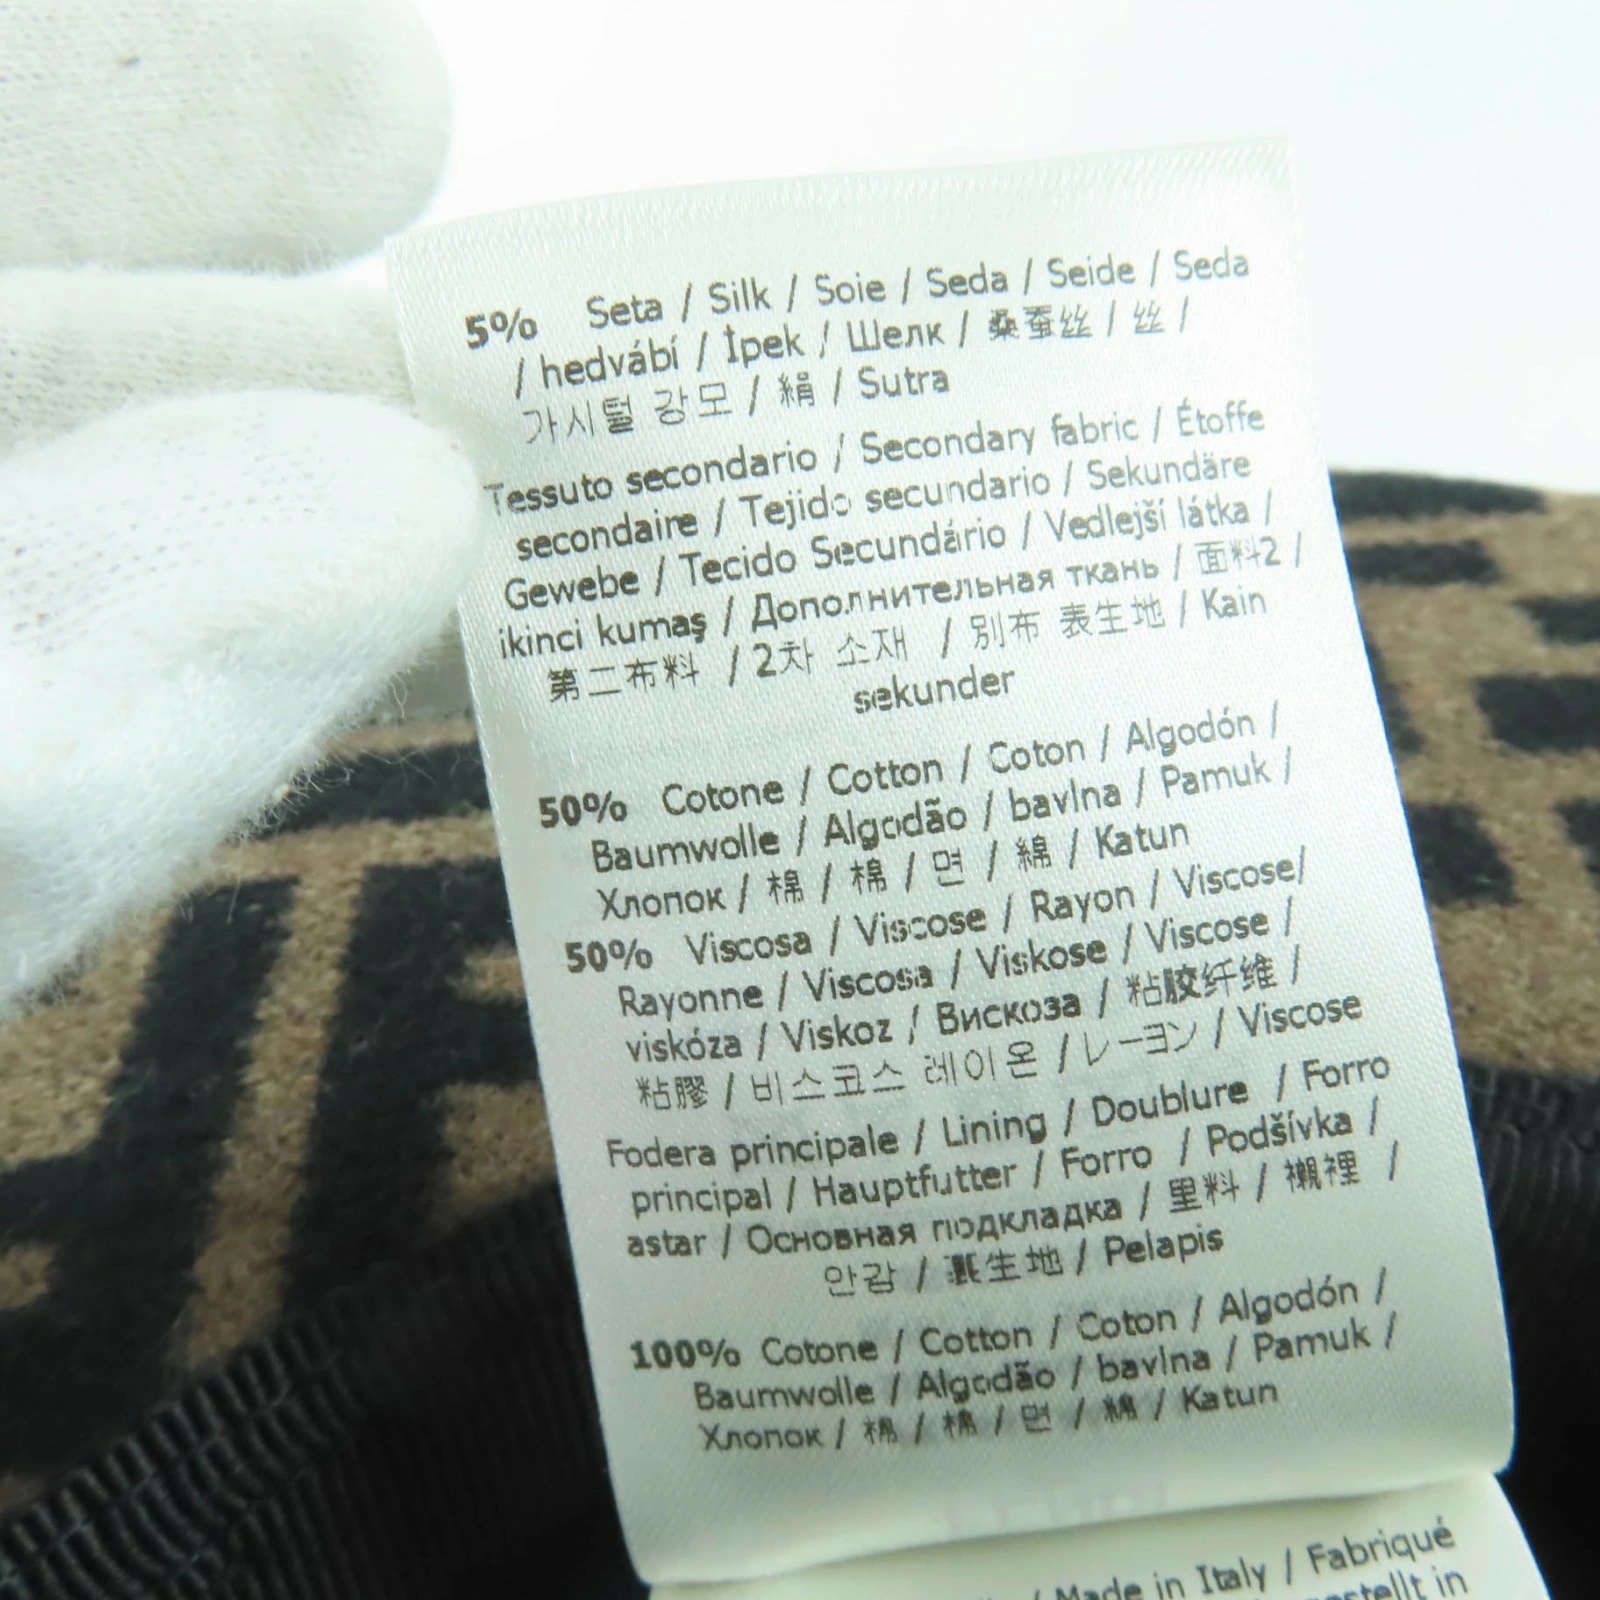 5% Seta / Silk / Soie / Seda / Seide / Seda
/ hedvábí / İpek / Шелк / 桑蚕丝 / 丝 /
가시털 강모 / 絹 / Sutra
Tessuto secondario / Secondary fabric / Étoffe
secondaire / Tejido secundario / Sekundäre
Gewebe / Tecido Secundário / Vedlejší látka /
ikinci kumaş / Дополнительная ткань / 面料2 /
第二布料 / 2차 소재 / 別布 表生地 / Kain
sekunder
50% Cotone / Cotton / Coton / Algodón /
Baumwolle / Algodão / bavlna / Pamuk /
Хлопок / 棉 / 棉 / 면 / 綿 / Katun
50% Viscosa / Viscose / Rayon / Viscose/
Rayonne / Viscosa / Viskose / Viscose /
viskóza / Viskoz / Вискоза / 粘胶纤维 /
粘膠 / 비스코스 레이온 / レーヨン / Viscose
Fodera principale / Lining / Doublure / Forro
principal / Hauptfutter / Forro / Podšívka /
astar / Основная подкладка / 里料 / 襯裡 /
안감 / 裏生地 / Pelapis
100% Cotone / Cotton / Coton / Algodón /
Baumwolle / Algodão / bavlna / Pamuk /
Хлопок / 棉 / 棉 / 면 / 綿 / Katun
/ Made in Italy / Fabriqué
gestellt in